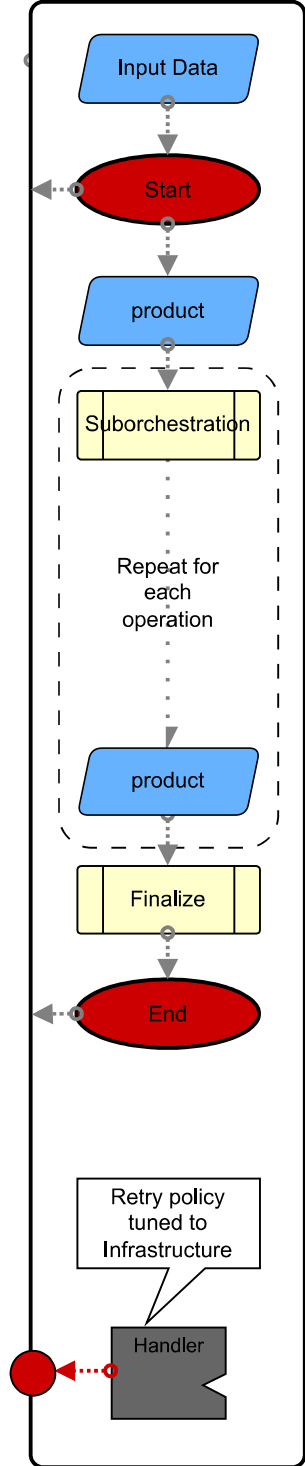 Input Data
Start
product
Suborchestration
Repeat for
each
operation
product
Finalize
End
Retry policy
tuned to
Infrastructure
Handler